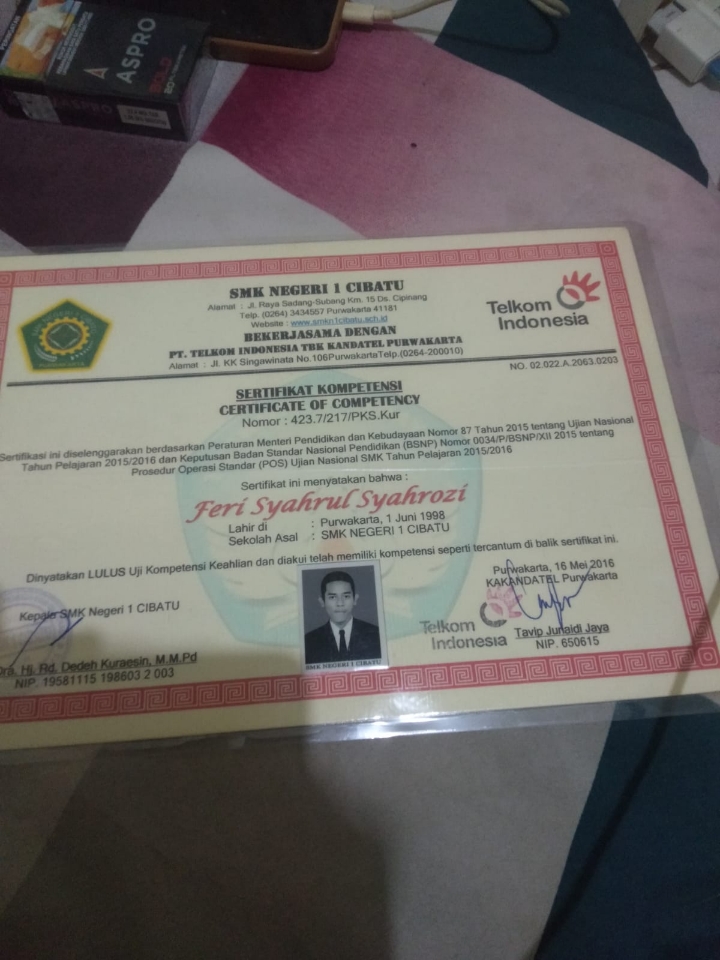 ASPRO
BOLD
SMK NEGERI 1 CIBATU
Alamat : Jl. Raya Sadang-Subang Km. 15 Ds. Cipinang
Telp. (0264) 3434557 Purwakarta 41181
Website : www.smkn1cibatu.sch.id
BEKERJASAMA DENGAN
PT. TELKOM INDONESIA TBK KANDATEL PURWAKARTA
Alamat : Jl. KK Singawinata No.106PurwakartaTelp.(0264-200010)
Telkom
Indonesia
NO. 02.022.A.2063.0203
SERTIFIKAT KOMPETENSI
CERTIFICATE OF COMPETENCY
Nomor : 423.7/217/PKS.Kur
Sertifikasi ini diselenggarakan berdasarkan Peraturan Menteri Pendidikan dan Kebudayaan Nomor 87 Tahun 2015 tentang Ujian Nasional
Tahun Pelajaran 2015/2016 dan Keputusan Badan Standar Nasional Pendidikan (BSNP) Nomor 0034/P/BSNP/XII 2015 tentang
Prosedur Operasi Standar (POS) Ujian Nasional SMK Tahun Pelajaran 2015/2016
Sertifikat ini menyatakan bahwa :
Feri Syahrul Syahrozi
Lahir di : Purwakarta, 1 Juni 1998
Sekolah Asal : SMK NEGERI 1 CIBATU
Dinyatakan LULUS Uji Kompetensi Keahlian dan diakui telah memiliki kompetensi seperti tercantum di balik sertifikat ini.
Purwakarta, 16 Mei 2016
KAKANDATEL Purwakarta
Kepala SMK Negeri 1 CIBATU
Telkom
Indonesia
Tavip Junaidi Jaya
NIP. 650615
Dra. Hj. Rd. Dedeh Kuraesin, M.M.Pd
NIP. 19581115 198603 2 003
SMK NEGERI 1 CIBATU